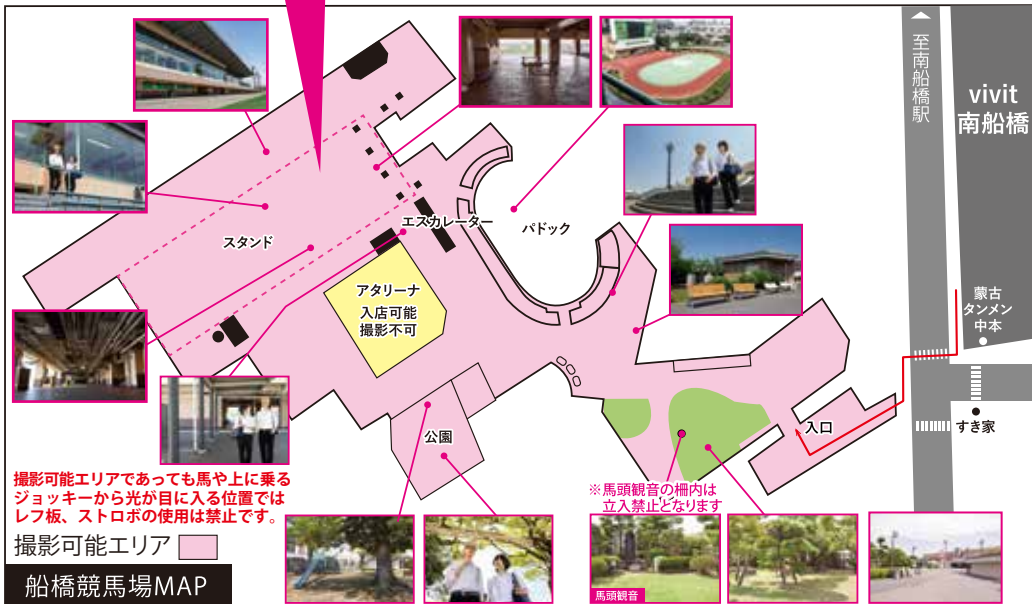 至南船橋駅
vivit
南船橋
スタンド
エスカレーター
パドック
アタリーナ
入店可能
撮影不可
蒙古
タンメン
中本
すき家
入口
公園
※馬頭観音の柵内は
立入禁止となります
撮影可能エリアであっても馬や上に乗る
ジョッキーから光が目に入る位置では
レフ板、ストロボの使用は禁止です。
撮影可能エリア
船橋競馬場MAP
馬頭観音